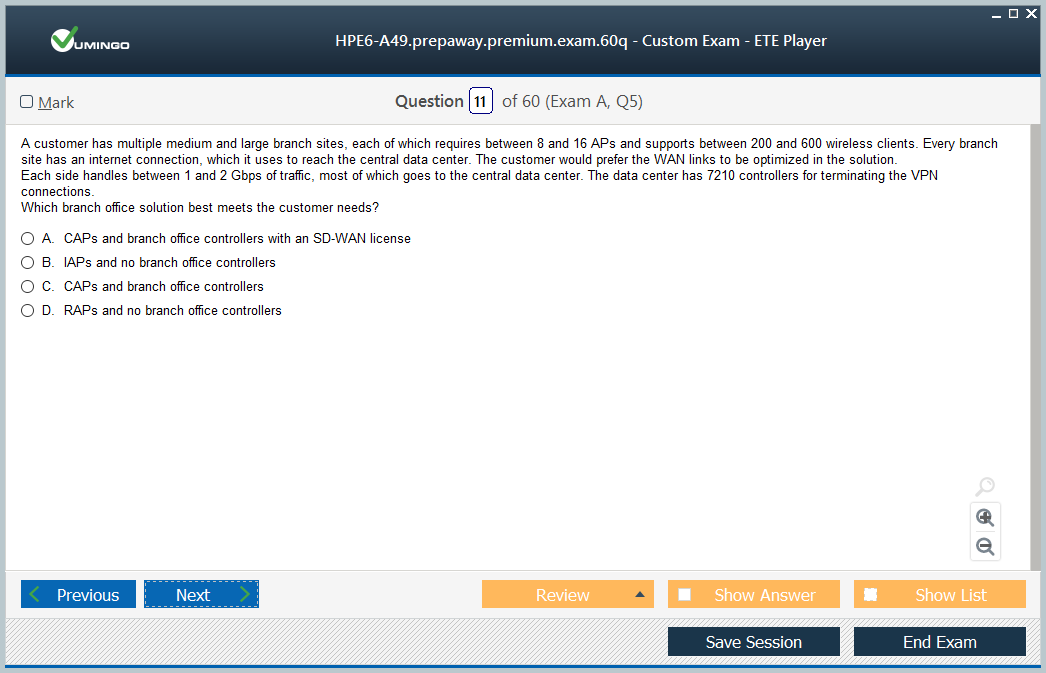 VUMINGO
HPE6-A49.prepaway.premium.exam.60q - Custom Exam - ETE Player
Mark
Question 11 of 60 (Exam A, Q5)
A customer has multiple medium and large branch sites, each of which requires between 8 and 16 APs and supports between 200 and 600 wireless clients. Every branch
site has an internet connection, which it uses to reach the central data center. The customer would prefer the WAN links to be optimized in the solution.
Each side handles between 1 and 2 Gbps of traffic, most of which goes to the central data center. The data center has 7210 controllers for terminating the VPN
connections.
Which branch office solution best meets the customer needs?
A. CAPs and branch office controllers with an SD-WAN license
B. IAPs and no branch office controllers
C. CAPs and branch office controllers
D. RAPs and no branch office controllers
Previous
Next
Review
Show Answer
Show List
Save Session
End Exam